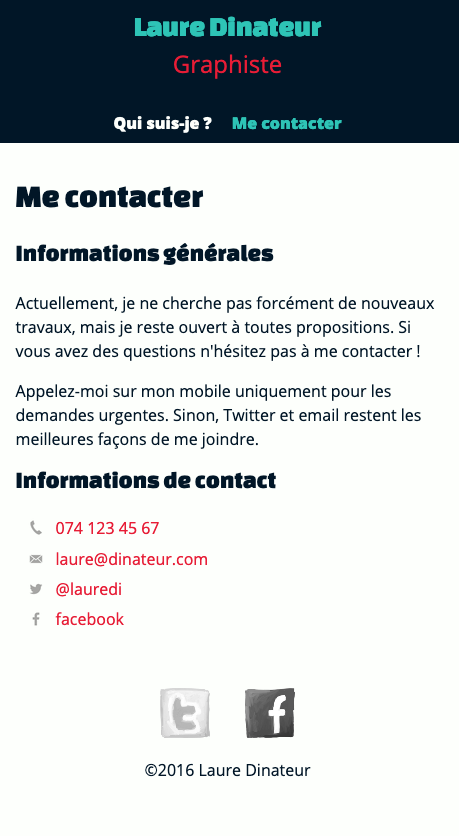 Laure Dinateur
Graphiste
Qui suis-je ? Me contacter
Me contacter
Informations générales
Actuellement, je ne cherche pas forcément de nouveaux
travaux, mais je reste ouvert à toutes propositions. Si
vous avez des questions n'hésitez pas à me contacter !
Appelez-moi sur mon mobile uniquement pour les
demandes urgentes. Sinon, Twitter et email restent les
meilleures façons de me joindre.
Informations de contact
074 123 45 67
laure@dinateur.com
@lauredi
facebook
©2016 Laure Dinateur